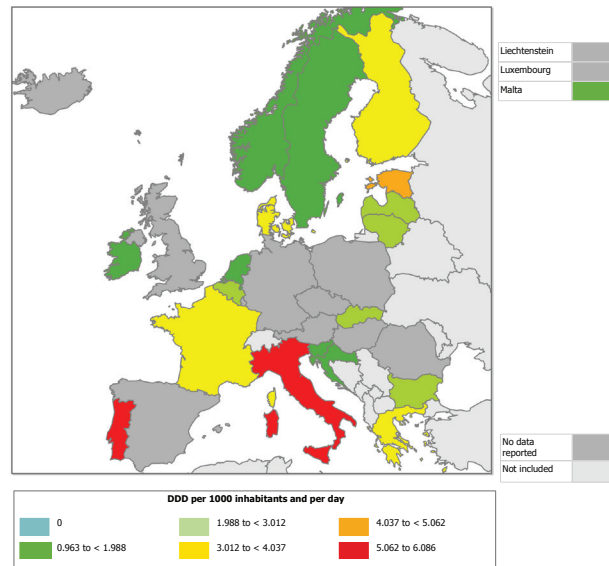 Liechtenstein
Luxembourg
Malta
No data
reported
Not included
DDD per 1000 inhabitants and per day
0
1.988 to < 3.012
4.037 to < 5.062
0.963 to < 1.988
3.012 to < 4.037
5.062 to 6.086